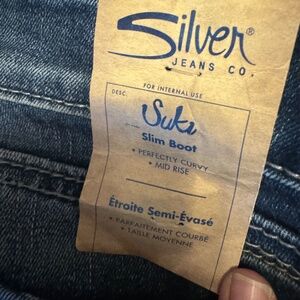 Silver®
JEANS CO.
FOR INTERNAL USE
DESC.
Suki
Slim Boot
• PERFECTLY CURVY
• MID RISE
Étroite Semi-Évasé
• PARFAITEMENT COURBÉ
• TAILLE MOYENNE